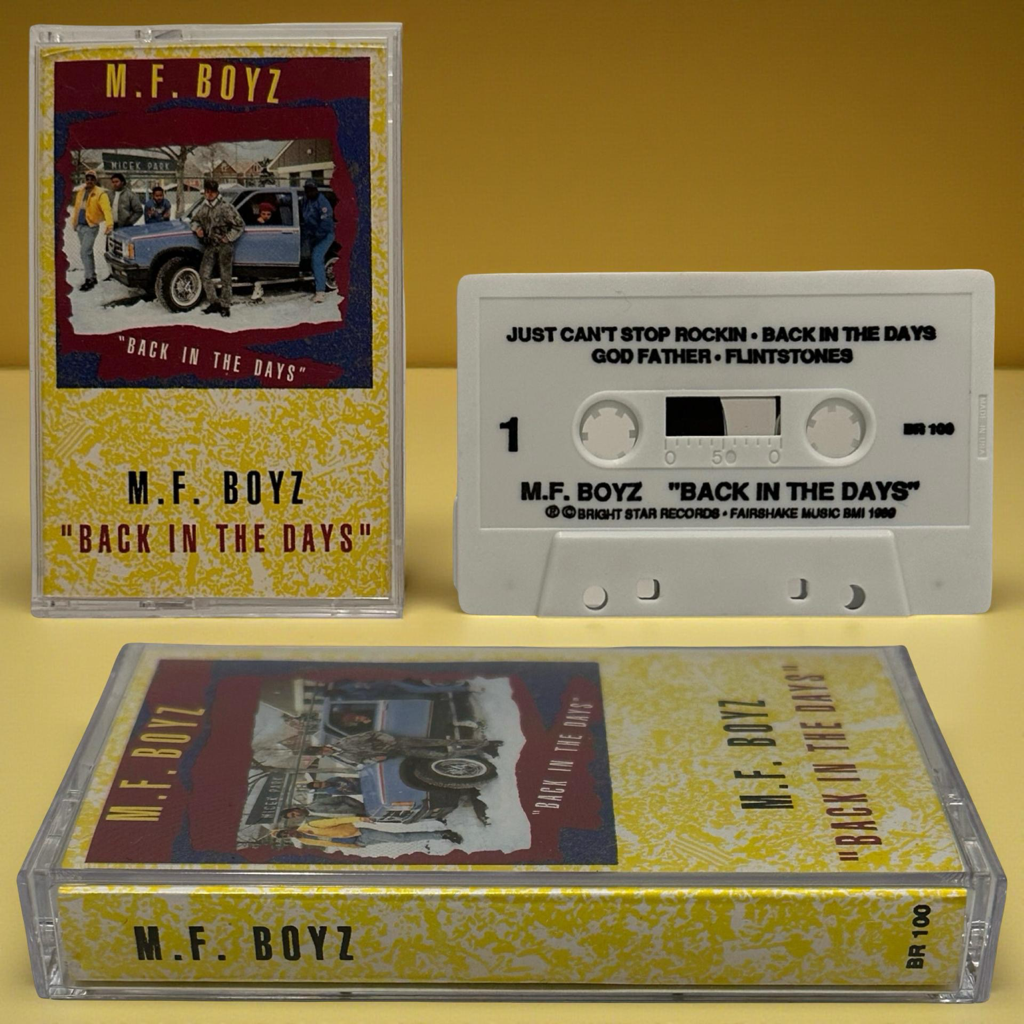 M.F. BOYZ
MICEK PARK
"BACK IN THE DAYS"
M.F. BOYZ
"BACK IN THE DAYS"
JUST CAN'T STOP ROCKIN • BACK IN THE DAYS
GOD FATHER • FLINTSTONES
1
BR 100
0 50 0
M.F. BOYZ "BACK IN THE DAYS"
℗ © BRIGHT STAR RECORDS • FAIRSHAKE MUSIC BMI 1989
M.F. BOYZ
"BACK IN THE DAYS"
M.F. BOYZ
"BACK IN THE DAYS"
M.F. BOYZ
BR 100